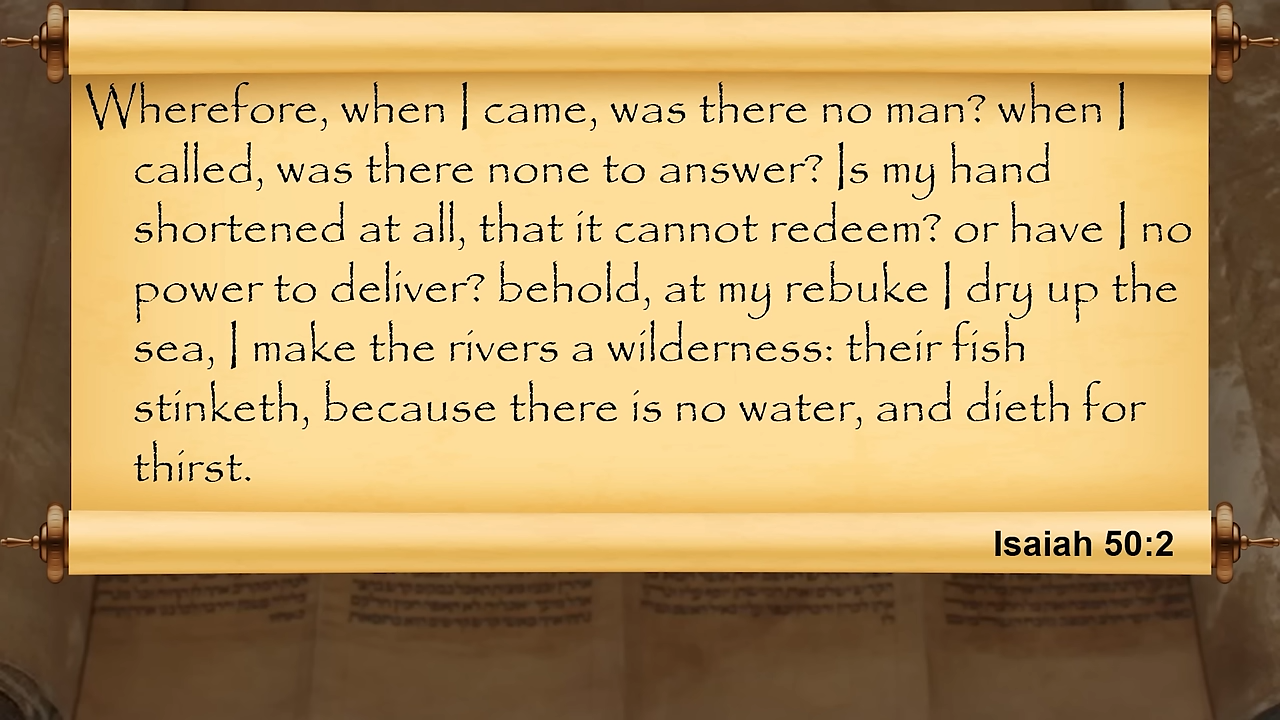 Wherefore, when I came, was there no man? when I
called, was there none to answer? Is my hand
shortened at all, that it cannot redeem? or have I no
power to deliver? behold, at my rebuke I dry up the
sea, I make the rivers a wilderness: their fish
stinketh, because there is no water, and dieth for
thirst.
Isaiah 50:2